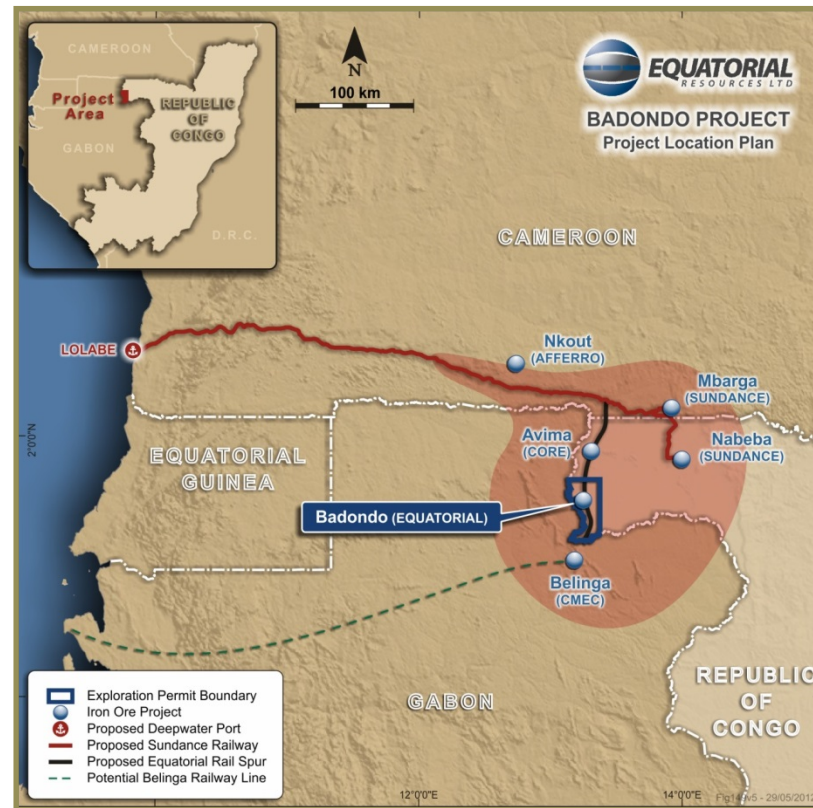 CAMEROON
Project
Area
REPUBLIC
OF
CONGO
GABON
D.R.C.
N
100 km
EQUATORIAL
RESOURCES LTD
BADONDO PROJECT
Project Location Plan
CAMEROON
LOLABE
Nkout
(AFFERRO)
Mbarga
(SUNDANCE)
2°0'0"N
Avima
(CORE)
Nabeba
(SUNDANCE)
EQUATORIAL
GUINEA
Badondo (EQUATORIAL)
Belinga
(CMEC)
REPUBLIC
OF
CONGO
GABON
Exploration Permit Boundary
Iron Ore Project
Proposed Deepwater Port
Proposed Sundance Railway
Proposed Equatorial Rail Spur
Potential Belinga Railway Line
12°0'0"E
14°0'0"E
Fig149v5 - 29/05/2012